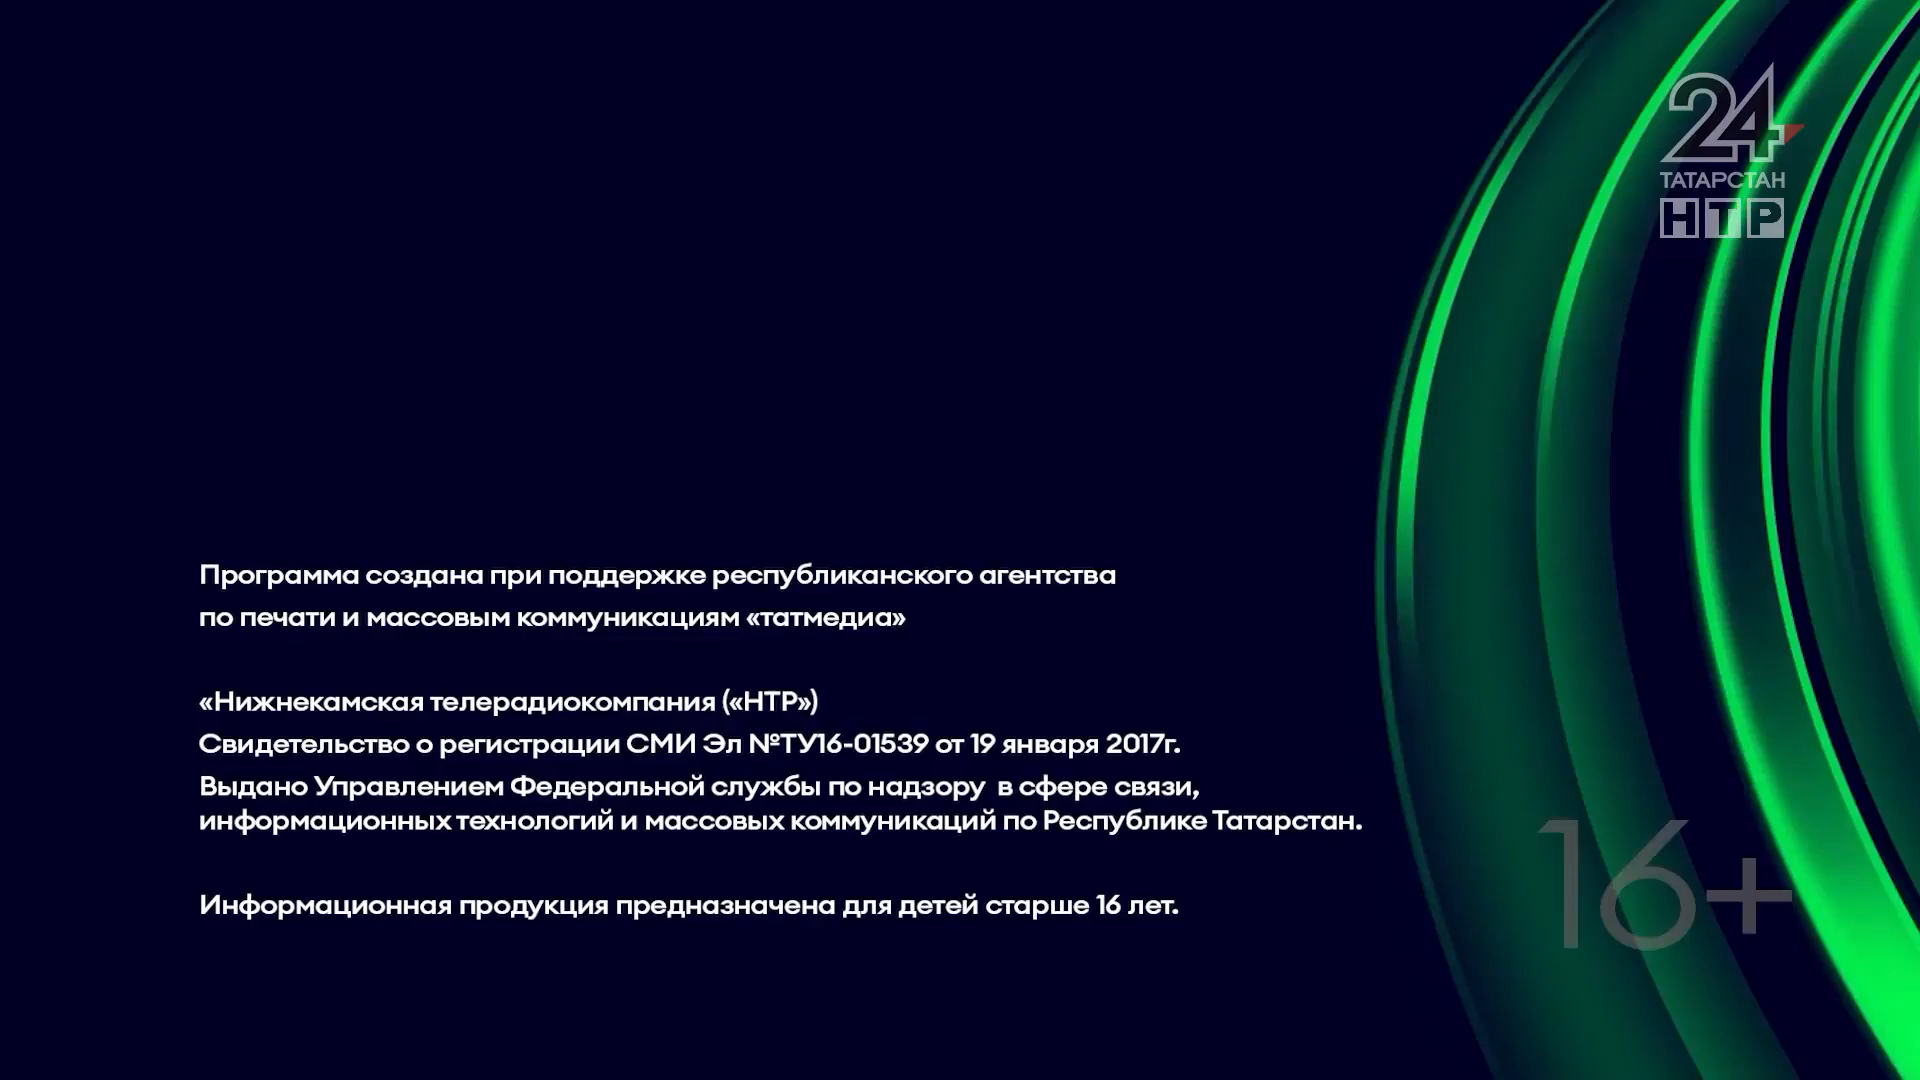 24
ТАТАРСТАН
НТР
Программа создана при поддержке республиканского агентства
по печати и массовым коммуникациям «татмедиа»
«Нижнекамская телерадиокомпания («НТР»)
Свидетельство о регистрации СМИ Эл №ТУ16-01539 от 19 января 2017г.
Выдано Управлением Федеральной службы по надзору  в сфере связи,
информационных технологий и массовых коммуникаций по Республике Татарстан.
Информационная продукция предназначена для детей старше 16 лет.
16+